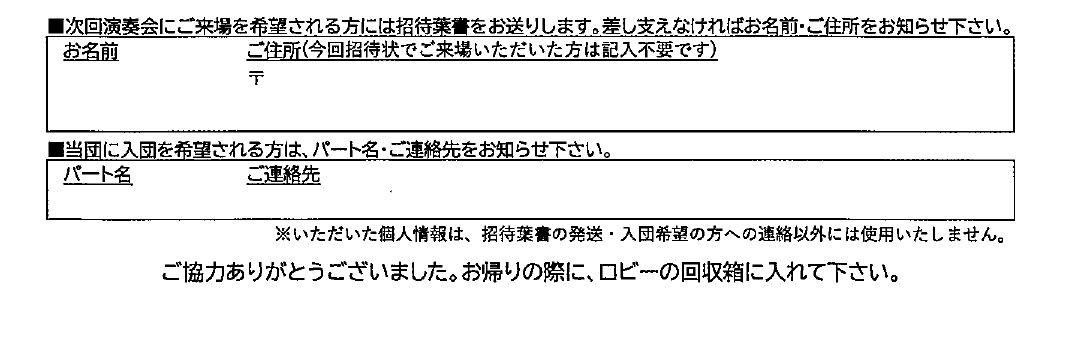 ■次回演奏会にご来場を希望される方には招待葉書をお送りします。差し支えなければお名前・ご住所をお知らせ下さい。
お名前 ご住所(今回招待状でご来場いただいた方は記入不要です)
〒
■当団に入団を希望される方は、パート名・ご連絡先をお知らせ下さい。
パート名 ご連絡先
※いただいた個人情報は、招待葉書の発送・入団希望の方への連絡以外には使用いたしません。
ご協力ありがとうございました。お帰りの際に、ロビーの回収箱に入れて下さい。